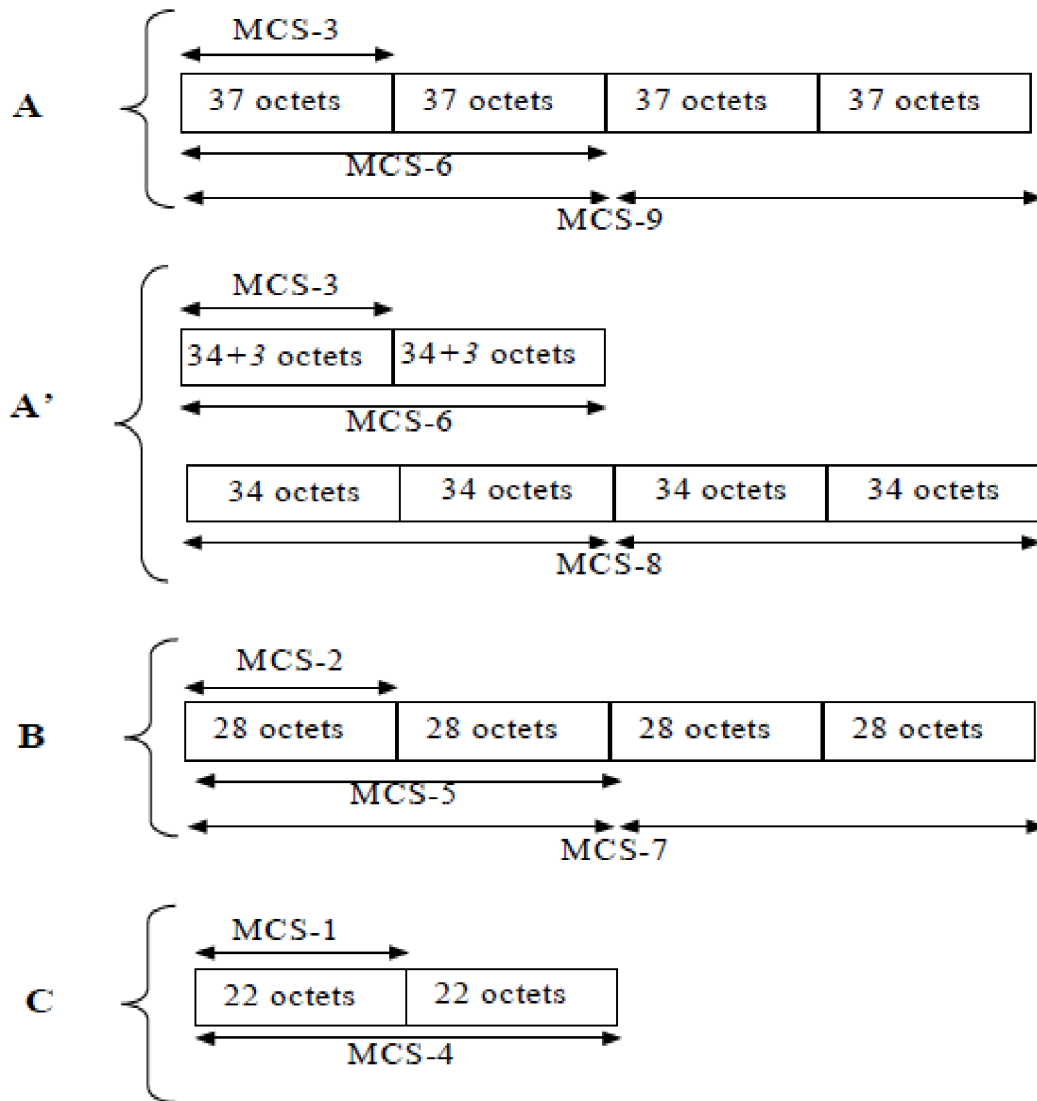 MCS-3
A
37 octets 37 octets 37 octets 37 octets
MCS-6
MCS-9
MCS-3
34+3 octets 34+3 octets
A’
MCS-6
34 octets 34 octets 34 octets 34 octets
MCS-8
MCS-2
B
28 octets 28 octets 28 octets 28 octets
MCS-5
MCS-7
MCS-1
C
22 octets 22 octets
MCS-4